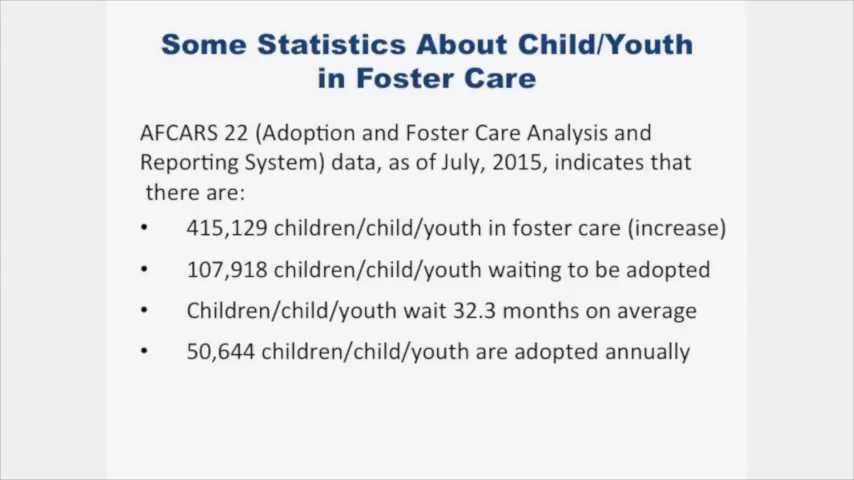 Some Statistics About Child/Youth
in Foster Care
AFCARS 22 (Adoption and Foster Care Analysis and
Reporting System) data, as of July, 2015, indicates that
there are:
• 415,129 children/child/youth in foster care (increase)
• 107,918 children/child/youth waiting to be adopted
• Children/child/youth wait 32.3 months on average
• 50,644 children/child/youth are adopted annually